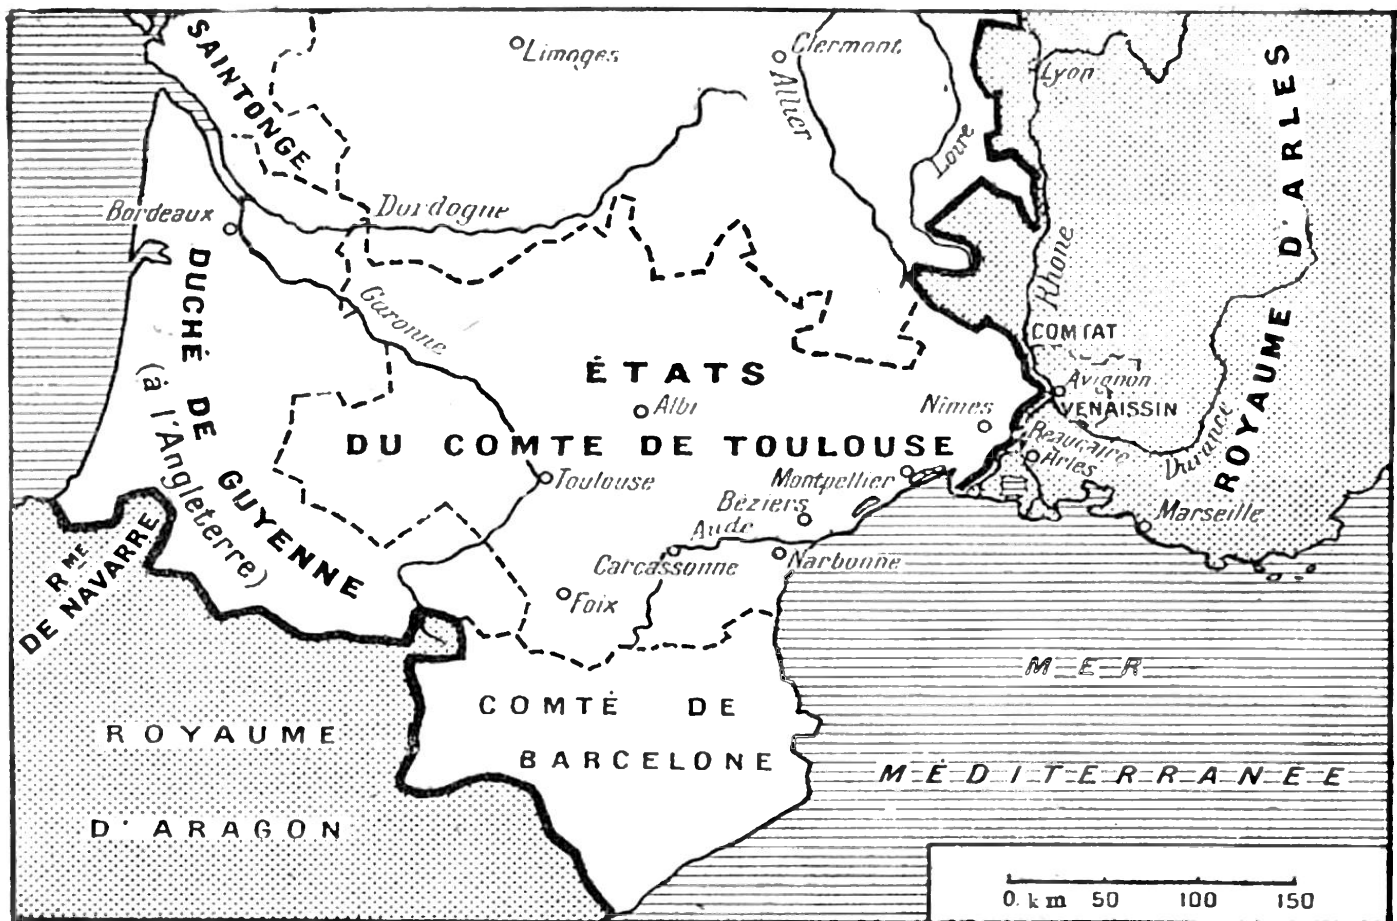 SAINTONGE
Limoges
Clermont
Allier
Loire
Lyon
ROYAUME D'ARLES
Bordeaux
Dordogne
Garonne
Rhone
DUCHÉ DE GUYENNE
(à l'Angleterre)
COMTAT
VENAISSIN
Avignon
ÉTATS
DU COMTE DE TOULOUSE
Albi
Nimes
Beaucaire
Arles
Durance
Toulouse
Montpellier
Béziers
Marseille
Aude
Carcassonne
Narbonne
Foix
RME
DE NAVARRE
COMTÉ DE
BARCELONE
ROYAUME
D'ARAGON
MER
MÉDITERRANÉE
0. km 50 100 150